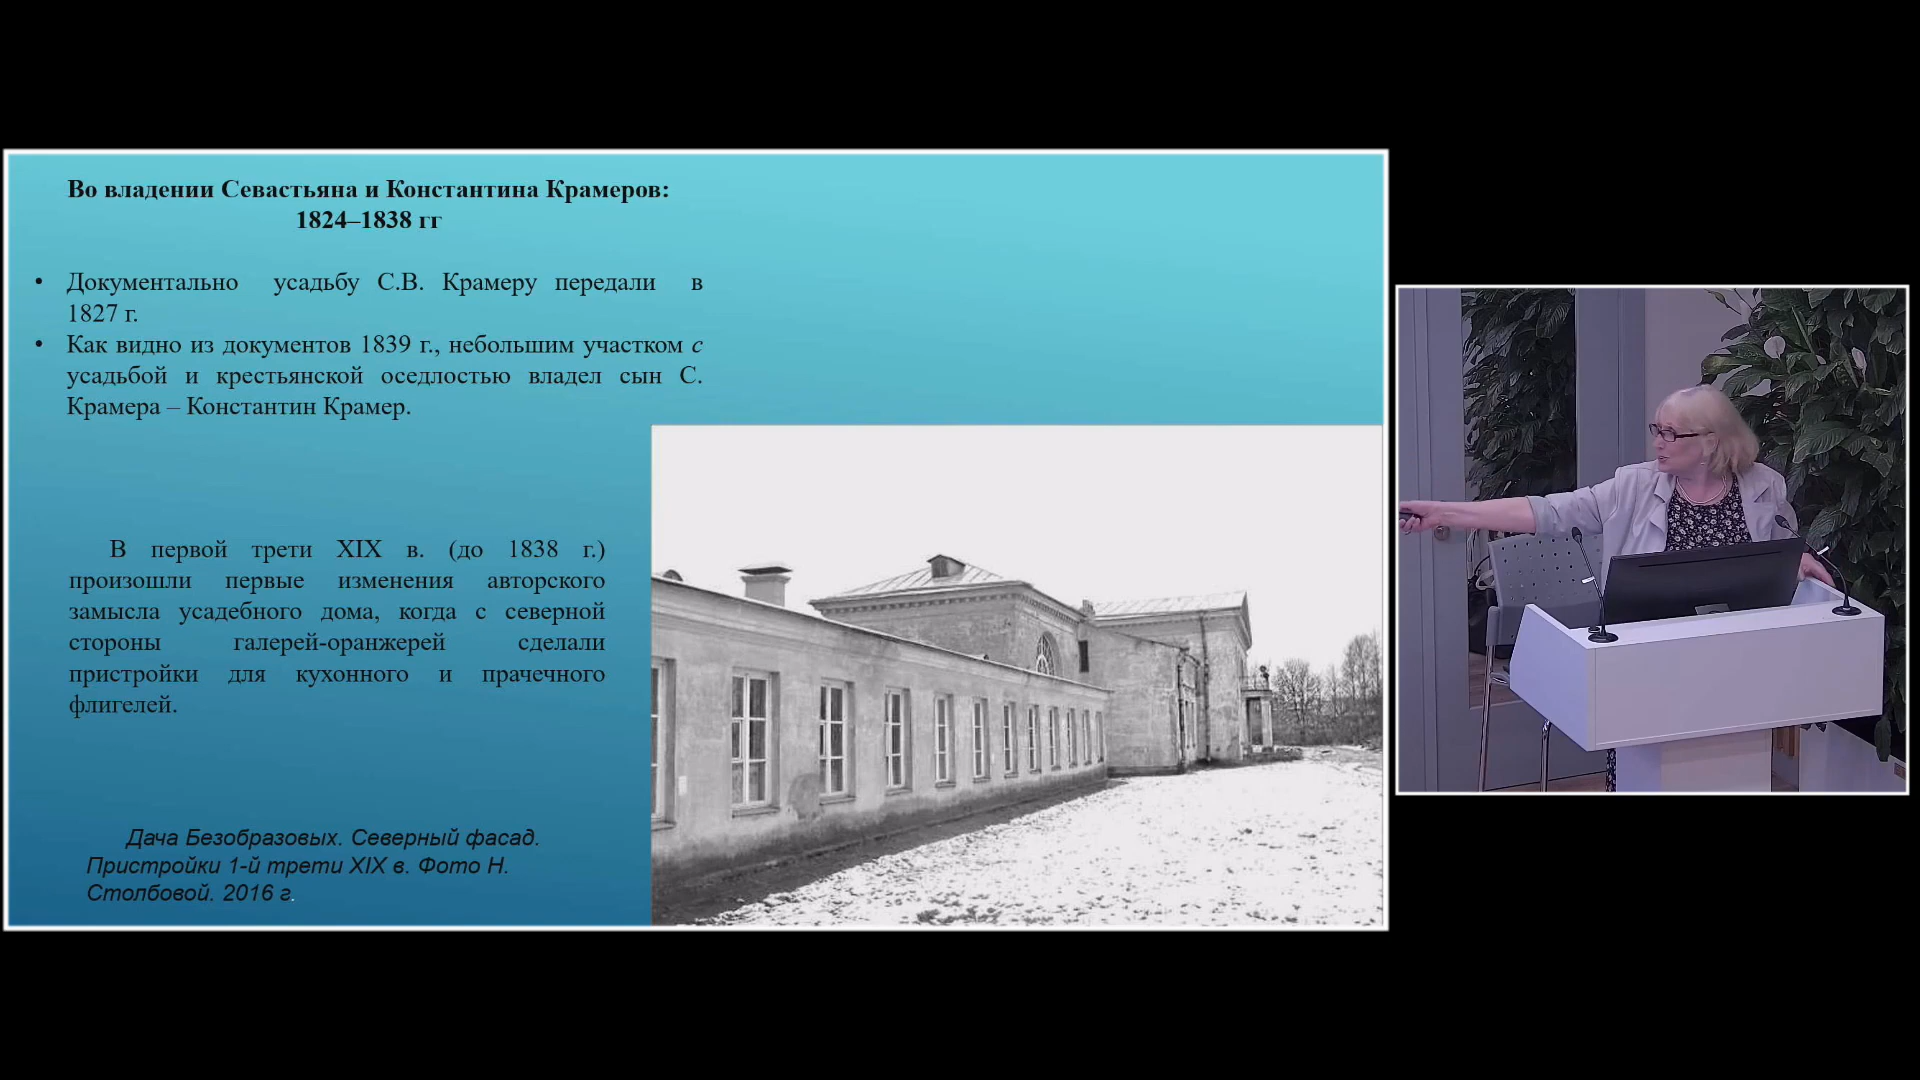 Во владении Севастьяна и Константина Крамеров:
1824–1838 гг
• Документально усадьбу С.В. Крамеру передали в
1827 г.
• Как видно из документов 1839 г., небольшим участком с
усадьбой и крестьянской оседлостью владел сын С.
Крамера – Константин Крамер.
В первой трети XIX в. (до 1838 г.)
произошли первые изменения авторского
замысла усадебного дома, когда с северной
стороны галерей-оранжерей сделали
пристройки для кухонного и прачечного
флигелей.
Дача Безобразовых. Северный фасад.
Пристройки 1-й трети XIX в. Фото Н.
Столбовой. 2016 г.